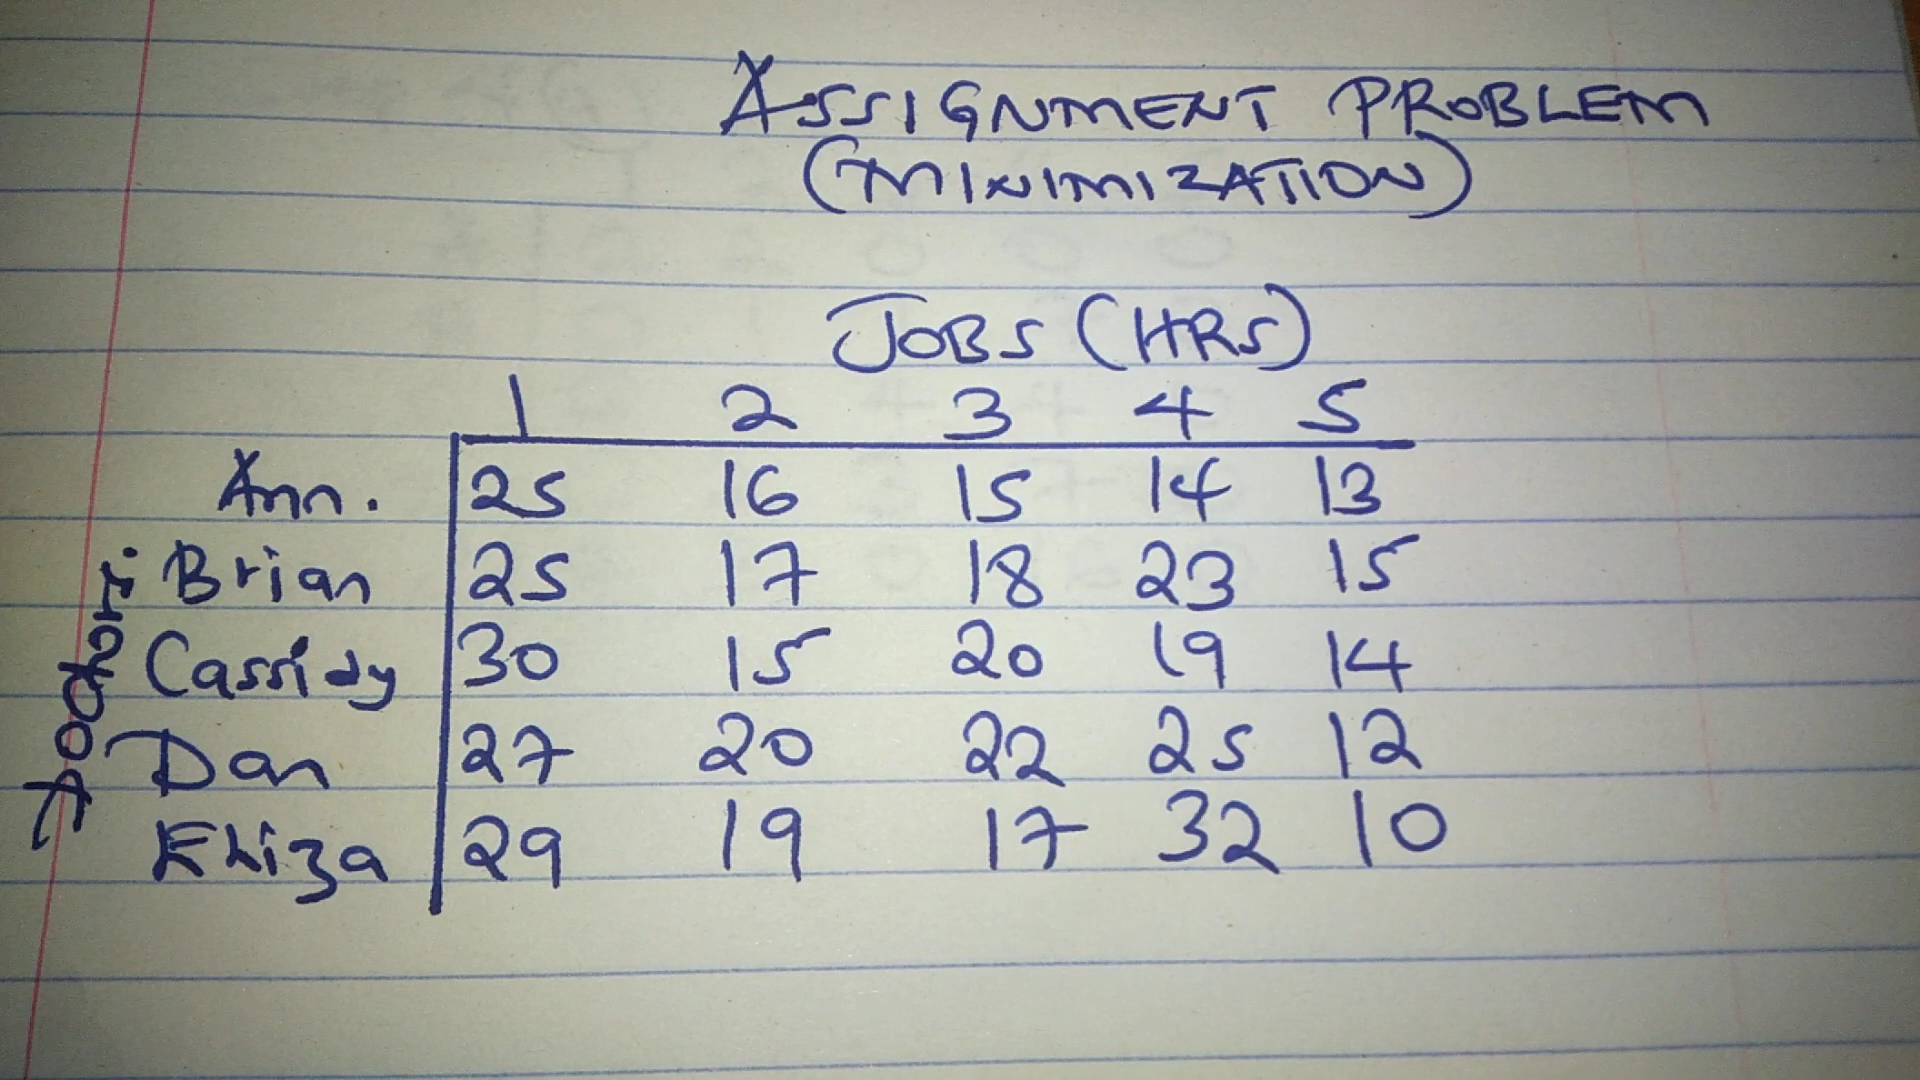 ASSIGNMENT PROBLEM
(MINIMIZATION)
JOBS (HRS)
1 2 3 4 5
Ann. 25 16 15 14 13
Brian 25 17 18 23 15
Cassidy 30 15 20 19 14
Dan 27 20 22 25 12
Eliza 29 19 17 32 10